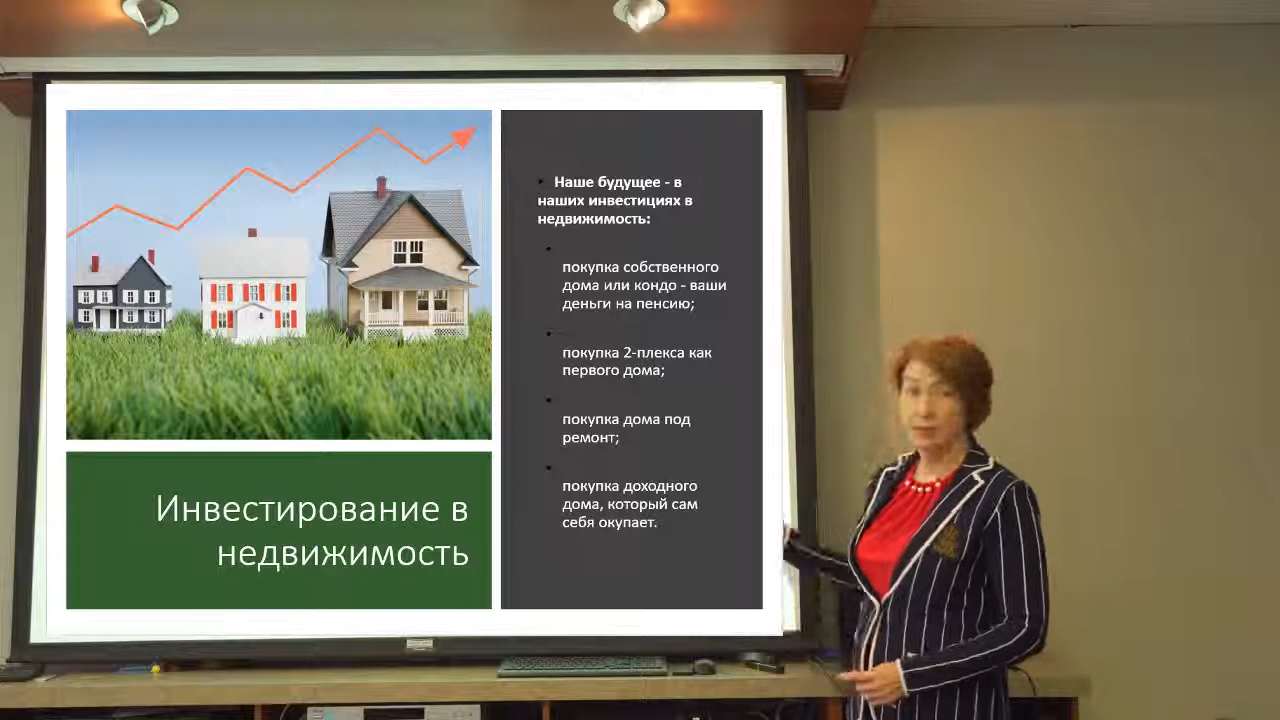 Наше будущее - в
наших инвестициях в
недвижимость:
покупка собственного
дома или кондо - ваши
деньги на пенсию;
покупка 2-плекса как
первого дома;
покупка дома под
ремонт;
покупка доходного
дома, который сам
себя окупает.
Инвестирование в
недвижимость